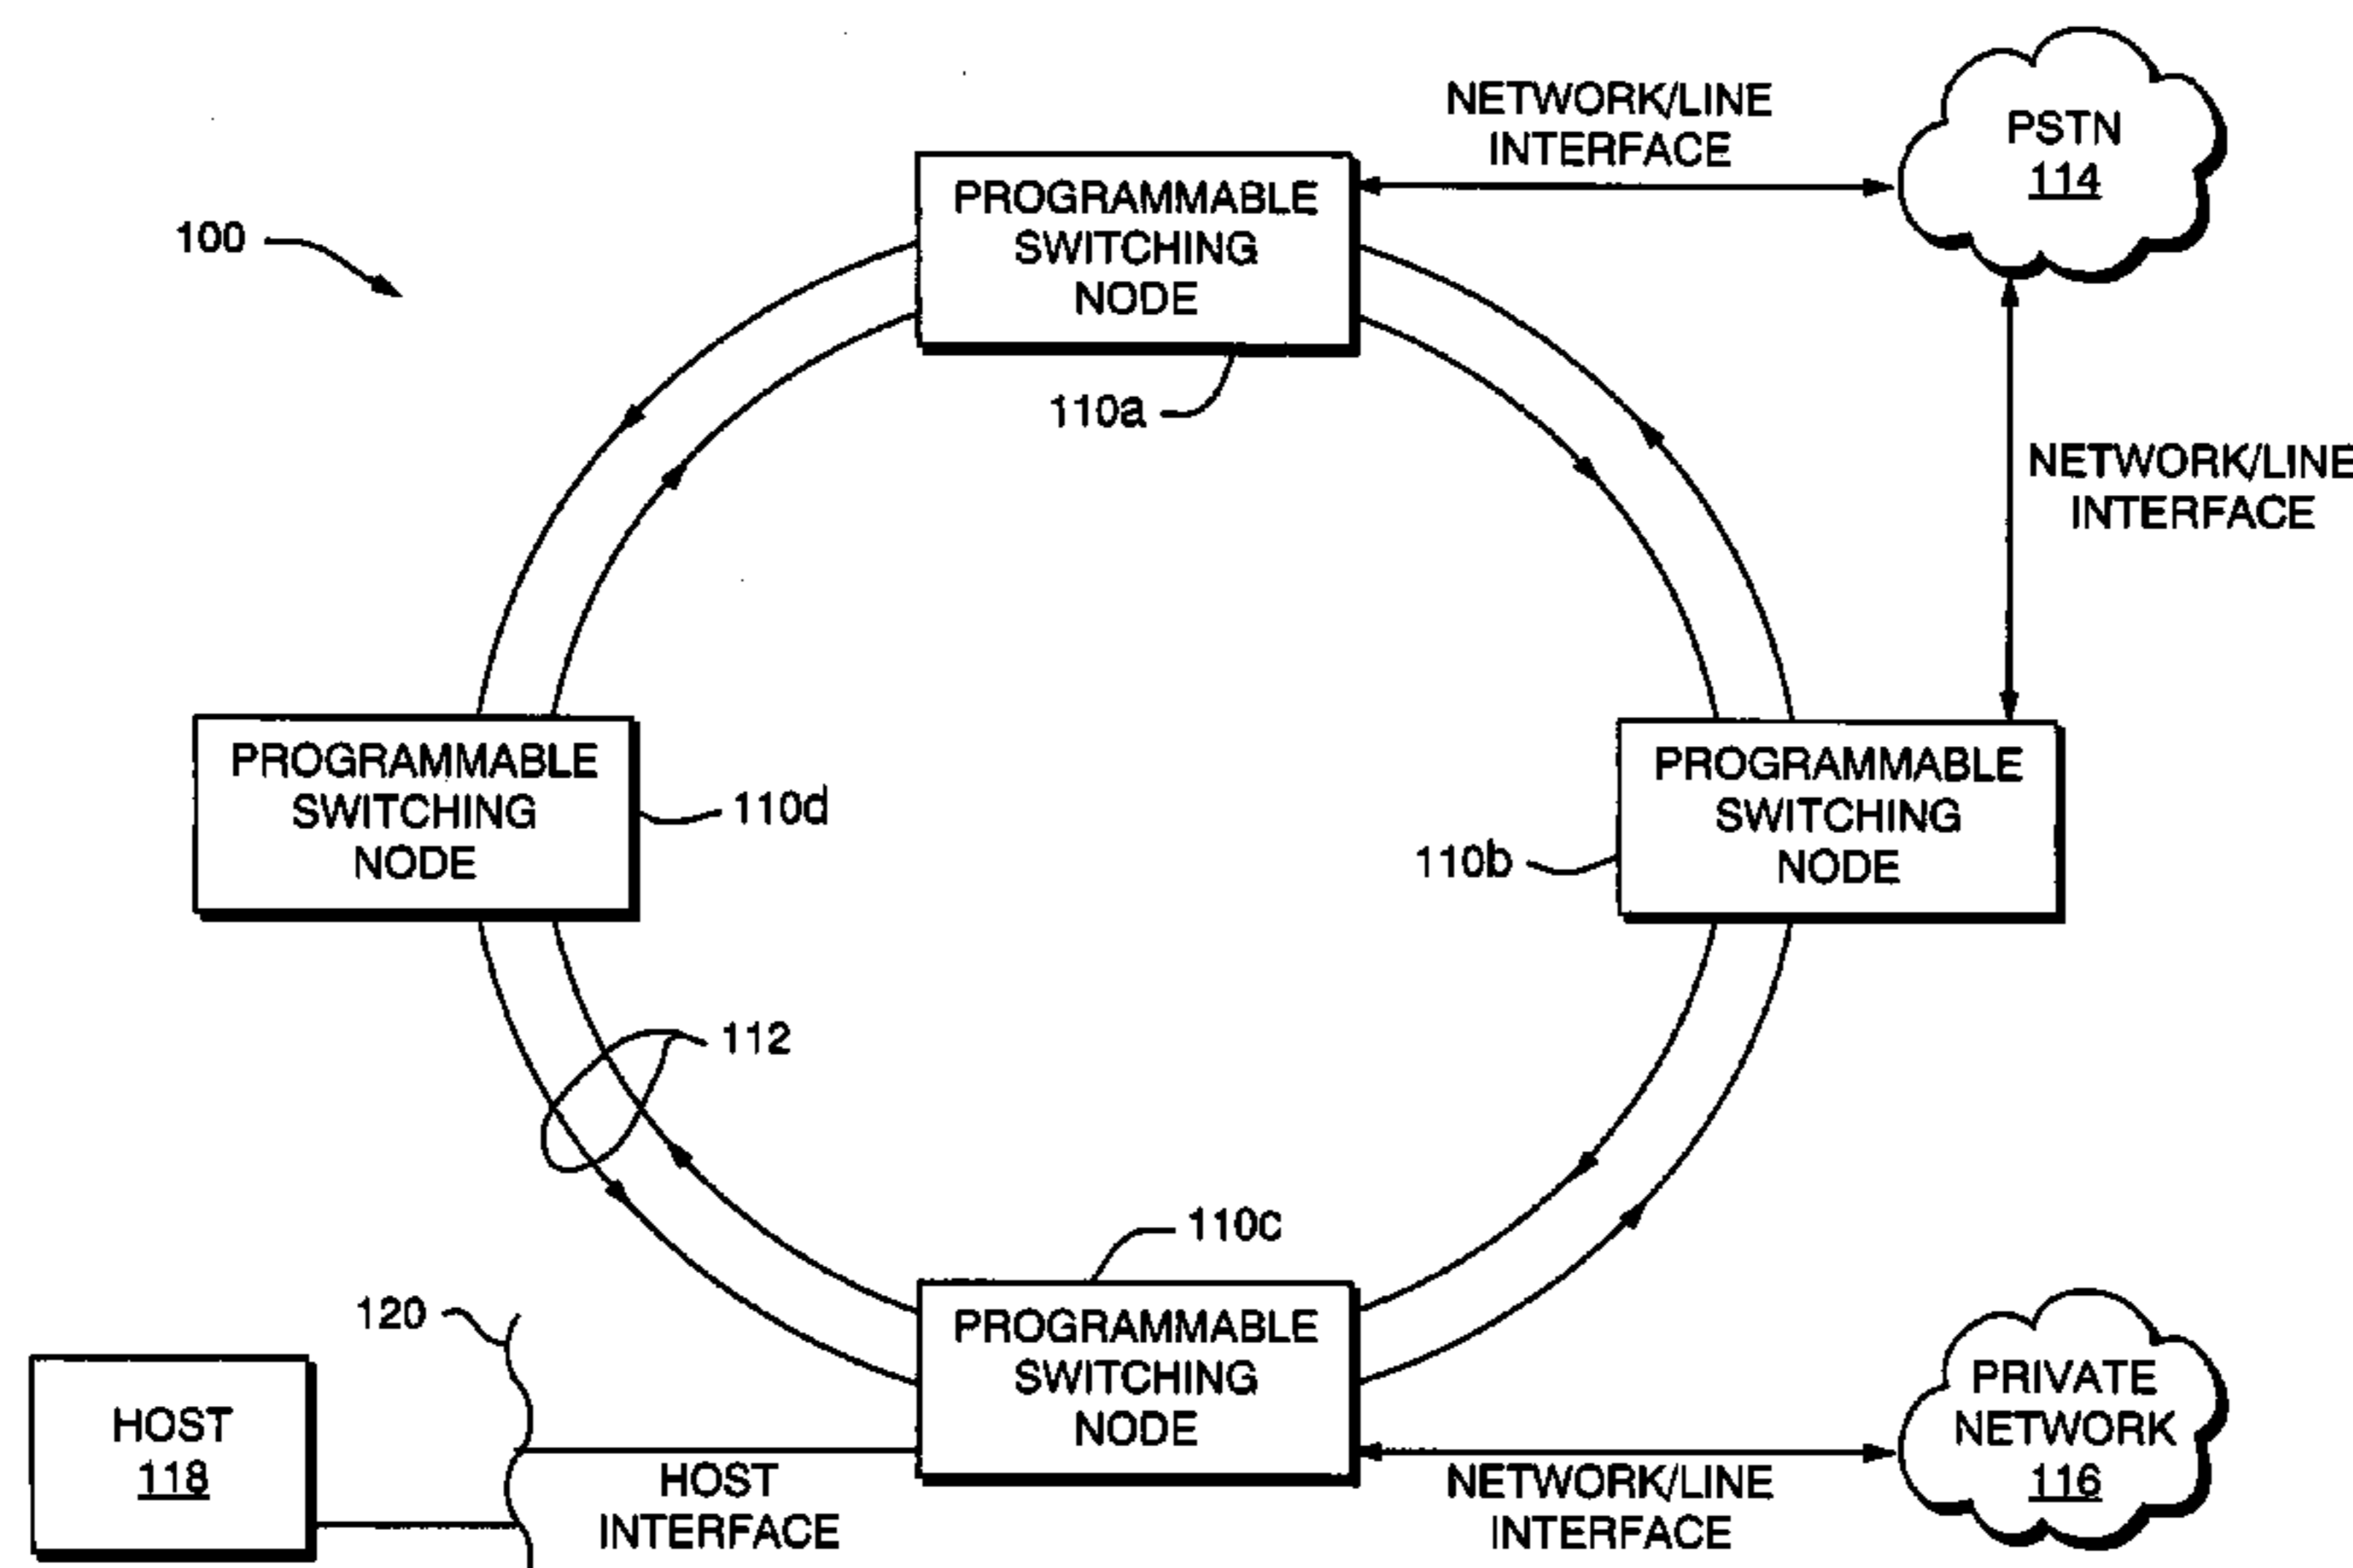 NETWORK/LINE
INTERFACE
PSTN
114
PROGRAMMABLE
SWITCHING
NODE
100
110a
NETWORK/LINE
INTERFACE
PROGRAMMABLE
SWITCHING
NODE
110d
PROGRAMMABLE
SWITCHING
NODE
110b
112
110c
120
PROGRAMMABLE
SWITCHING
NODE
HOST
118
HOST
INTERFACE
NETWORK/LINE
INTERFACE
PRIVATE
NETWORK
116